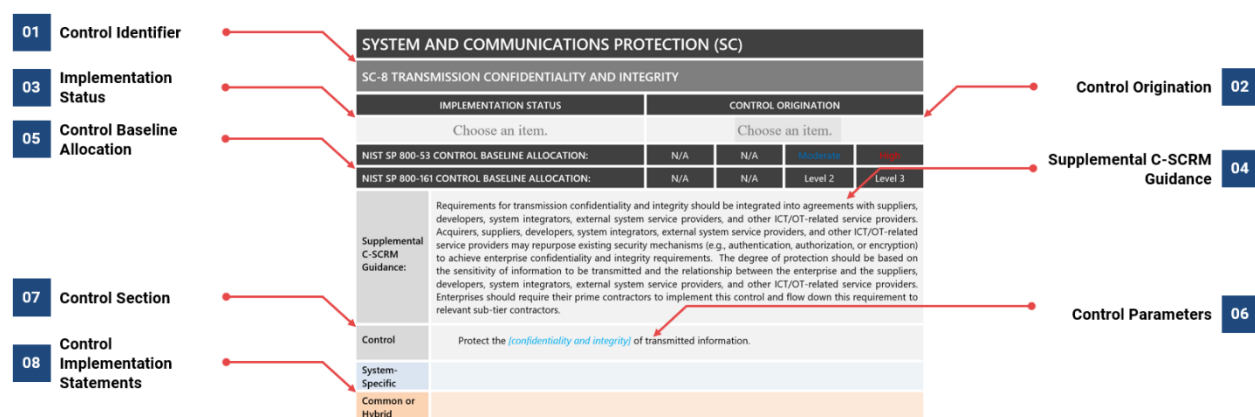 01 Control Identifier
03 Implementation
Status
05 Control Baseline
Allocation
07 Control Section
08 Control
Implementation
Statements
SYSTEM AND COMMUNICATIONS PROTECTION (SC)
SC-8 TRANSMISSION CONFIDENTIALITY AND INTEGRITY
IMPLEMENTATION STATUS CONTROL ORIGINATION
Choose an item. Choose an item.
NIST SP 800-53 CONTROL BASELINE ALLOCATION: N/A N/A Moderate High
NIST SP 800-161 CONTROL BASELINE ALLOCATION: N/A N/A Level 2 Level 3
Supplemental
C-SCRM
Guidance:
Requirements for transmission confidentiality and integrity should be integrated into agreements with suppliers,
developers, system integrators, external system service providers, and other ICT/OT-related service providers.
Acquirers, suppliers, developers, system integrators, external system service providers, and other ICT/OT-related
service providers may repurpose existing security mechanisms (e.g., authentication, authorization, or encryption)
to achieve enterprise confidentiality and integrity requirements. The degree of protection should be based on
the sensitivity of information to be transmitted and the relationship between the enterprise and the suppliers,
developers, system integrators, external system service providers, and other ICT/OT-related service providers.
Enterprises should require their prime contractors to implement this control and flow down this requirement to
relevant sub-tier contractors.
Control Protect the [confidentiality and integrity] of transmitted information.
System-
Specific
Common or
Hybrid
Control Origination 02
Supplemental C-SCRM
Guidance 04
Control Parameters 06